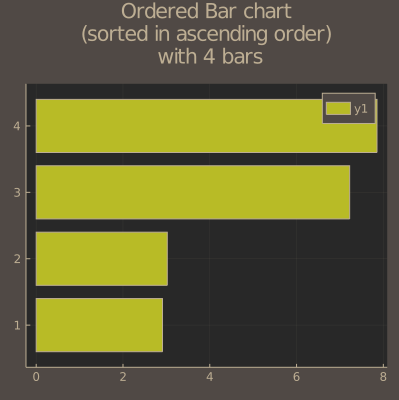 Ordered Bar chart
(sorted in ascending order)
with 4 bars
y1
4
3
2
1
0 2 4 6 8